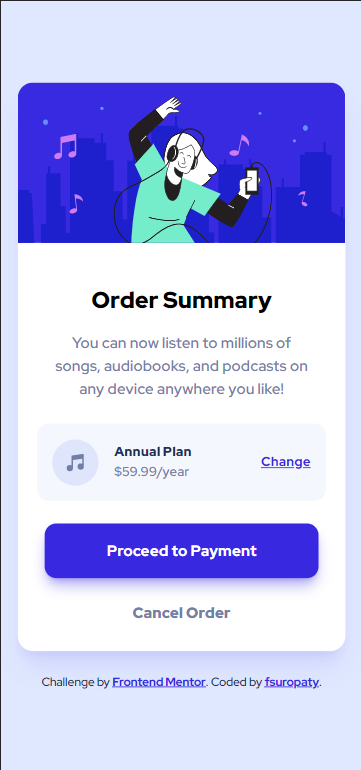 Order Summary
You can now listen to millions of
songs, audiobooks, and podcasts on
any device anywhere you like!
Annual Plan
$59.99/year
Change
Proceed to Payment
Cancel Order
Challenge by Frontend Mentor. Coded by fsuropaty.